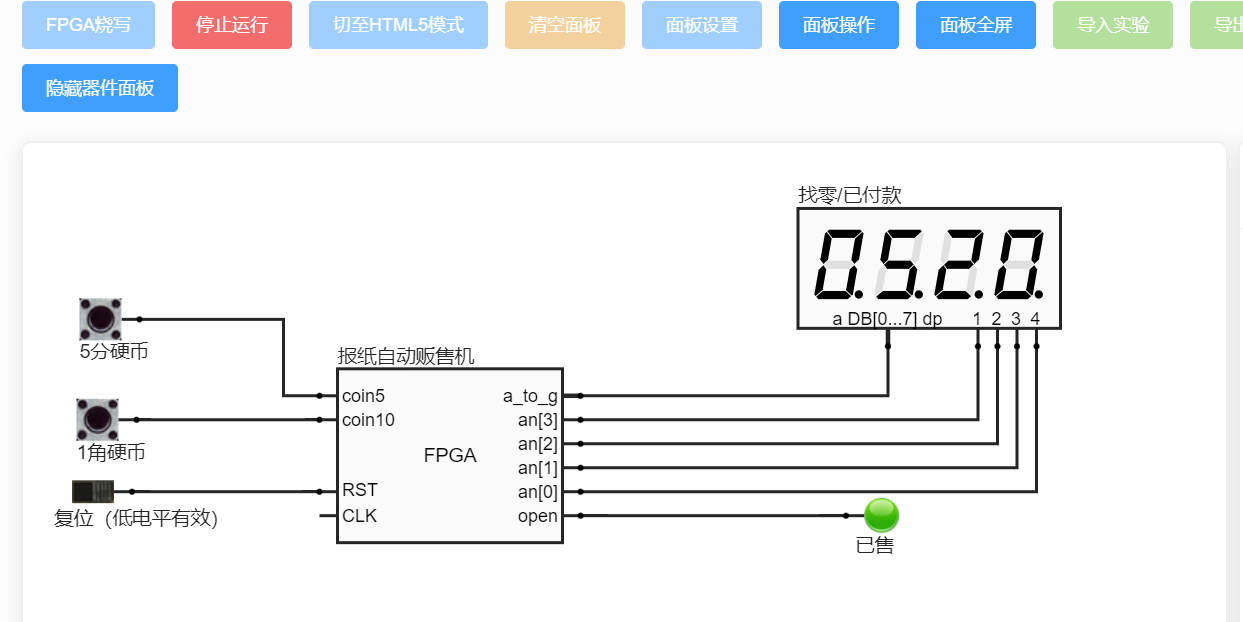 FPGA烧写 停止运行 切至HTML5模式 清空面板 面板设置 面板操作 面板全屏 导入实验 导出
隐藏器件面板
找零/已付款
0.5.2.0.
a DB[0...7] dp 1 2 3 4
5分硬币
报纸自动贩售机
coin5 a_to_g
coin10 an[3]
1角硬币
an[2]
FPGA
an[1]
RST an[0]
复位（低电平有效）
CLK open
已售